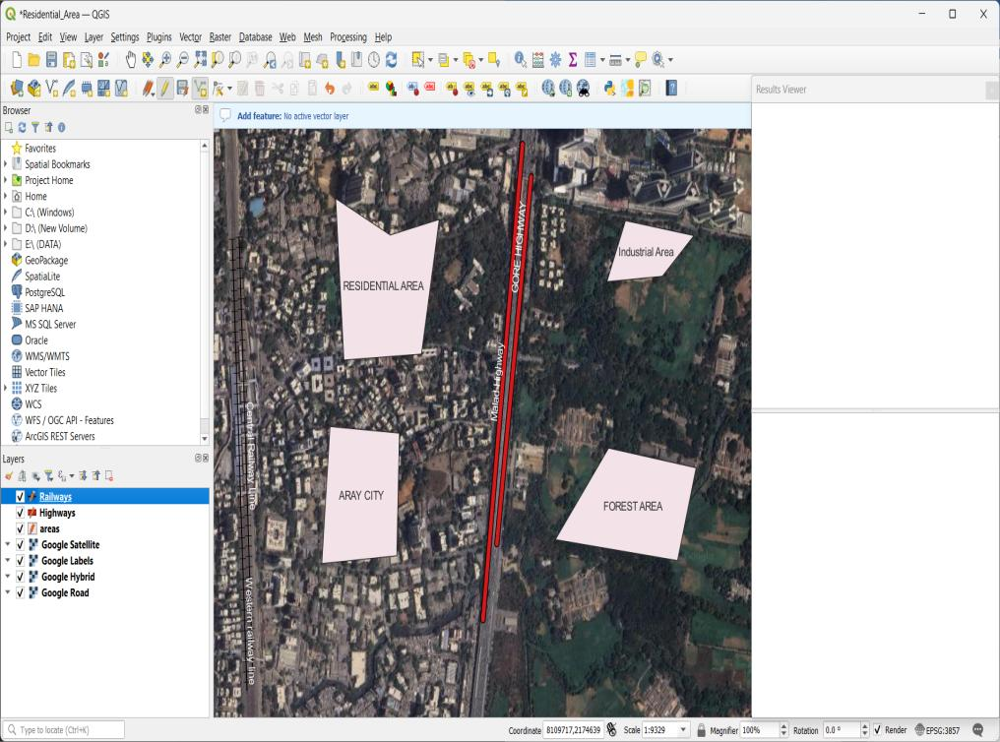 *Residential_Area — QGIS
Project Edit View Layer Settings Plugins Vector Raster Database Web Mesh Processing Help
Results Viewer
Browser
Add feature: No active vector layer
Favorites
Spatial Bookmarks
Project Home
Home
C:\ (Windows)
D:\ (New Volume)
E:\ (DATA)
GeoPackage
SpatiaLite
PostgreSQL
SAP HANA
MS SQL Server
Oracle
WMS/WMTS
Vector Tiles
XYZ Tiles
WCS
WFS / OGC API - Features
ArcGIS REST Servers
Layers
Railways
Highways
areas
Google Satellite
Google Labels
Google Hybrid
Google Road
RESIDENTIAL AREA
GORE HIGHWAY
Industrial Area
Malad Highway
Central Railway Line
ARAY CITY
FOREST AREA
Western railway line
Type to locate (Ctrl+K)
Coordinate 8109717,2174639 Scale 1:9329 Magnifier 100% Rotation 0.0 ° Render EPSG:3857